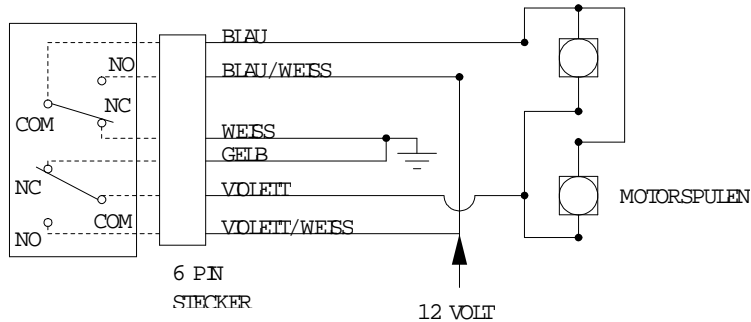 BLAU
NO
BLAU/WEISS
NC
COM
WEISS
GELB
NC
VIOLETT
MOTORSPULEN
COM
NO
VIOLETT/WEISS
6 PIN
STECKER
12 VOLT